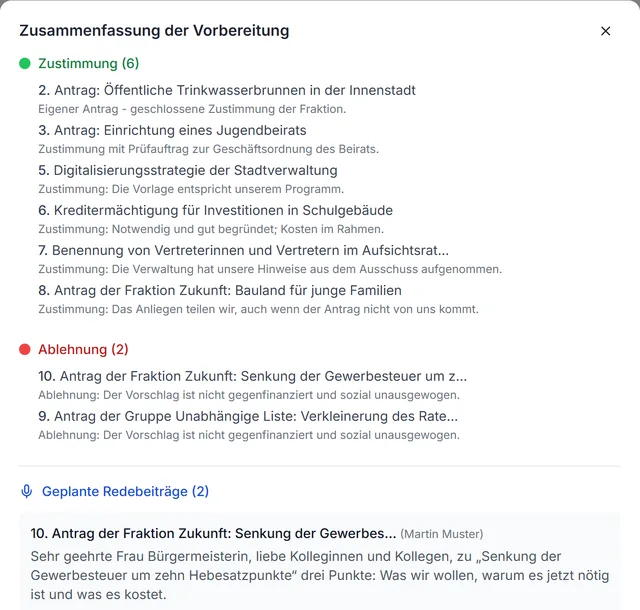 Zusammenfassung der Vorbereitung
Zustimmung (6)
2. Antrag: Öffentliche Trinkwasserbrunnen in der Innenstadt
Eigener Antrag - geschlossene Zustimmung der Fraktion.
3. Antrag: Einrichtung eines Jugendbeirats
Zustimmung mit Prüfauftrag zur Geschäftsordnung des Beirats.
5. Digitalisierungsstrategie der Stadtverwaltung
Zustimmung: Die Vorlage entspricht unserem Programm.
6. Kreditermächtigung für Investitionen in Schulgebäude
Zustimmung: Notwendig und gut begründet; Kosten im Rahmen.
7. Benennung von Vertreterinnen und Vertretern im Aufsichtsrat...
Zustimmung: Die Verwaltung hat unsere Hinweise aus dem Ausschuss aufgenommen.
8. Antrag der Fraktion Zukunft: Bauland für junge Familien
Zustimmung: Das Anliegen teilen wir, auch wenn der Antrag nicht von uns kommt.
Ablehnung (2)
10. Antrag der Fraktion Zukunft: Senkung der Gewerbesteuer um z...
Ablehnung: Der Vorschlag ist nicht gegenfinanziert und sozial unausgewogen.
9. Antrag der Gruppe Unabhängige Liste: Verkleinerung des Rate...
Ablehnung: Der Vorschlag ist nicht gegenfinanziert und sozial unausgewogen.
Geplante Redebeiträge (2)
10. Antrag der Fraktion Zukunft: Senkung der Gewerbes... (Martin Muster)
Sehr geehrte Frau Bürgermeisterin, liebe Kolleginnen und Kollegen, zu „Senkung der
Gewerbesteuer um zehn Hebesatzpunkte“ drei Punkte: Was wir wollen, warum es jetzt nötig
ist und was es kostet.